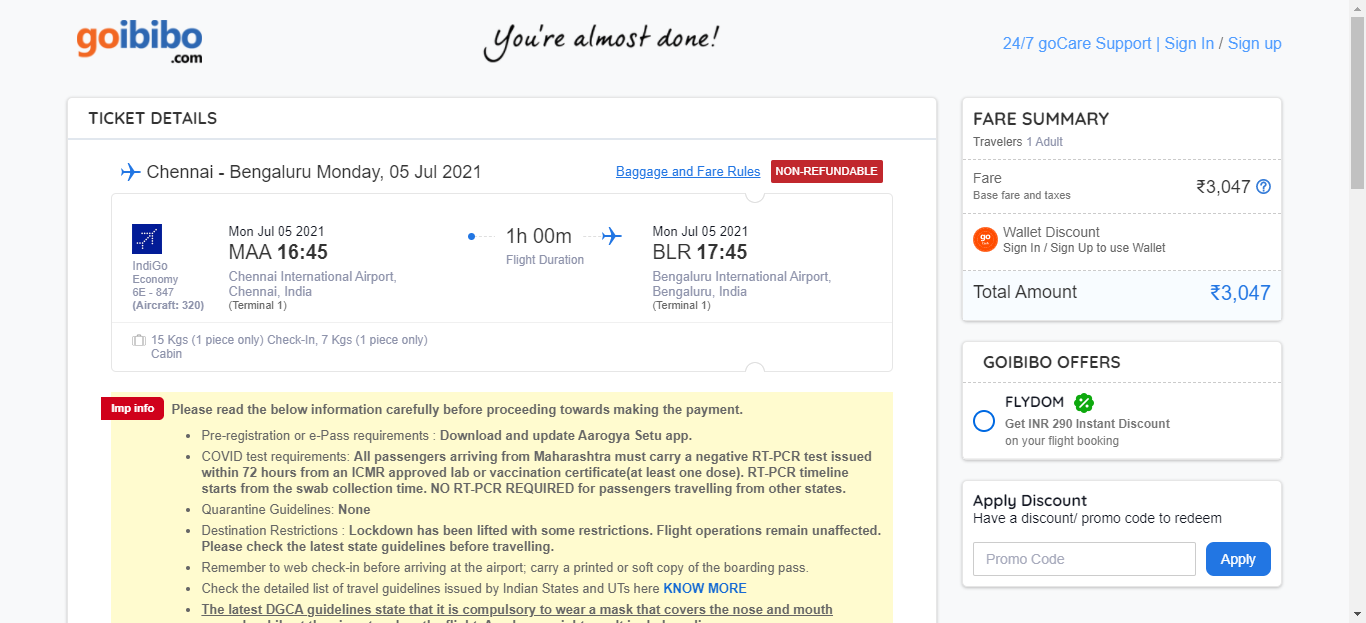 goibibo
.com
You're almost done!
24/7 goCare Support | Sign In / Sign up
TICKET DETAILS
Chennai - Bengaluru Monday, 05 Jul 2021
Baggage and Fare Rules
NON-REFUNDABLE
IndiGo
Economy
6E - 847
(Aircraft: 320)
Mon Jul 05 2021
MAA 16:45
Chennai International Airport,
Chennai, India
(Terminal 1)
1h 00m
Flight Duration
Mon Jul 05 2021
BLR 17:45
Bengaluru International Airport,
Bengaluru, India
(Terminal 1)
15 Kgs (1 piece only) Check-In, 7 Kgs (1 piece only)
Cabin
Imp info
Please read the below information carefully before proceeding towards making the payment.
• Pre-registration or e-Pass requirements : Download and update Aarogya Setu app.
• COVID test requirements: All passengers arriving from Maharashtra must carry a negative RT-PCR test issued
within 72 hours from an ICMR approved lab or vaccination certificate(at least one dose). RT-PCR timeline
starts from the swab collection time. NO RT-PCR REQUIRED for passengers travelling from other states.
• Quarantine Guidelines: None
• Destination Restrictions : Lockdown has been lifted with some restrictions. Flight operations remain unaffected.
Please check the latest state guidelines before travelling.
• Remember to web check-in before arriving at the airport; carry a printed or soft copy of the boarding pass.
• Check the detailed list of travel guidelines issued by Indian States and UTs here KNOW MORE
• The latest DGCA guidelines state that it is compulsory to wear a mask that covers the nose and mouth
FARE SUMMARY
Travelers 1 Adult
Fare
Base fare and taxes
₹3,047
go
Wallet Discount
Sign In / Sign Up to use Wallet
Total Amount
₹3,047
GOIBIBO OFFERS
FLYDOM
Get INR 290 Instant Discount
on your flight booking
Apply Discount
Have a discount/ promo code to redeem
Promo Code
Apply